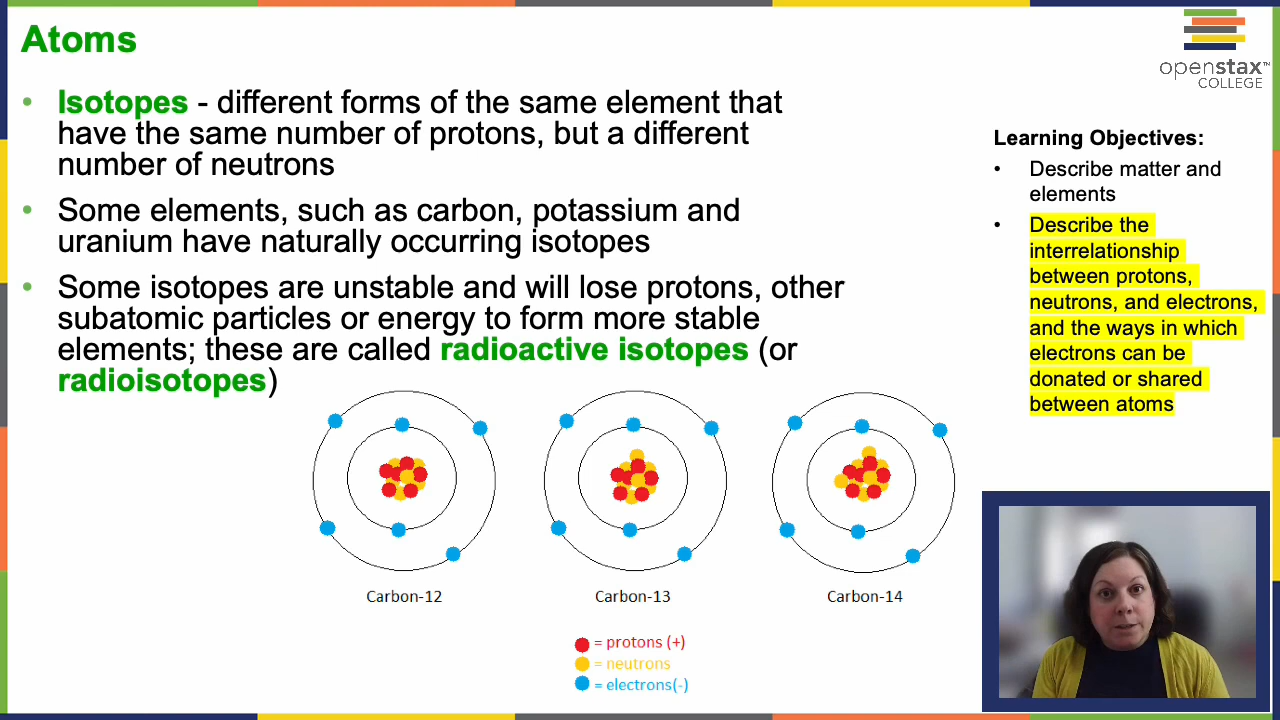 Atoms
• Isotopes - different forms of the same element that
have the same number of protons, but a different
number of neutrons
• Some elements, such as carbon, potassium and
uranium have naturally occurring isotopes
• Some isotopes are unstable and will lose protons, other
subatomic particles or energy to form more stable
elements; these are called radioactive isotopes (or
radioisotopes)
Carbon-12
Carbon-13
Carbon-14
= protons (+)
= neutrons
= electrons(-)
openstax™
COLLEGE
Learning Objectives:
• Describe matter and
elements
• Describe the
interrelationship
between protons,
neutrons, and electrons,
and the ways in which
electrons can be
donated or shared
between atoms